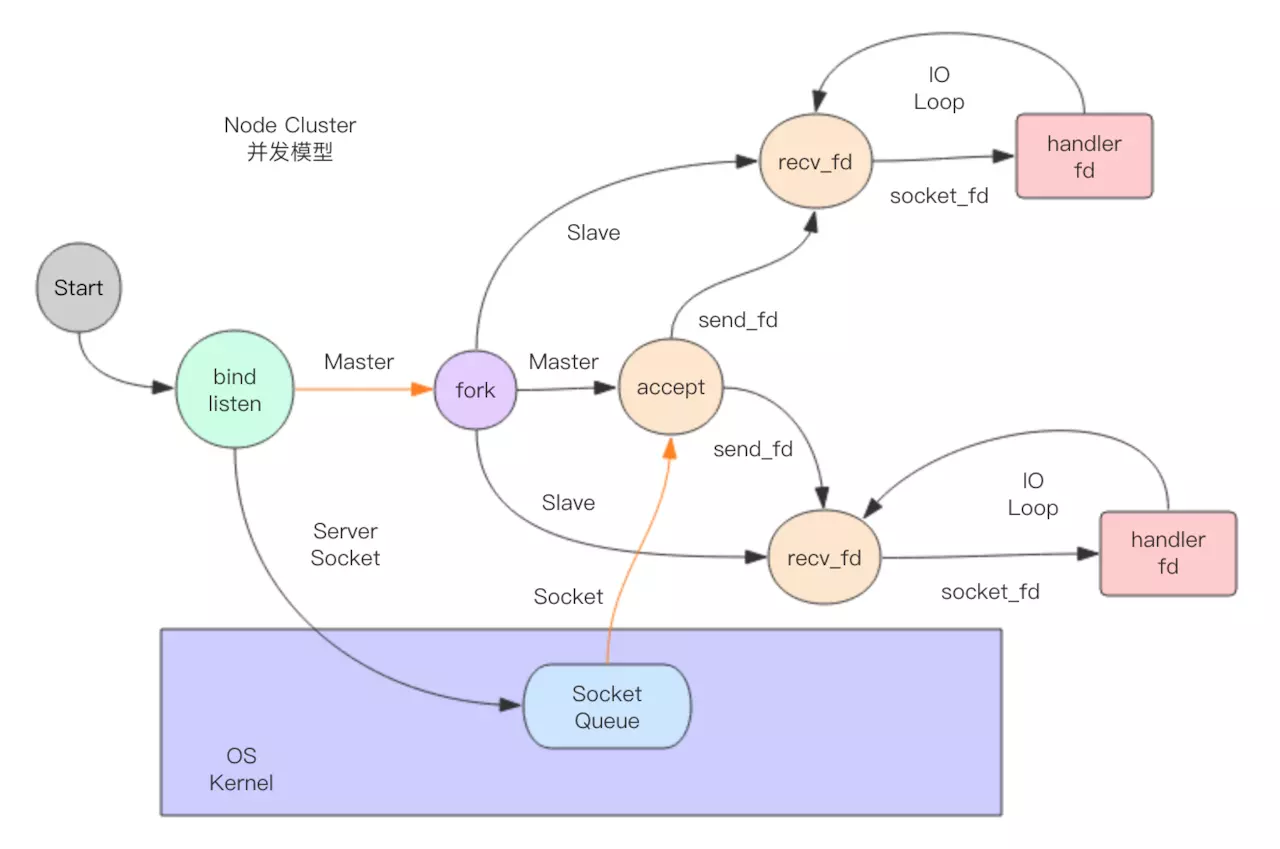 Node Cluster
并发模型
Start
bind
listen
Master
fork
Master
accept
Slave
send_fd
recv_fd
socket_fd
IO
Loop
handler
fd
Slave
send_fd
recv_fd
socket_fd
IO
Loop
handler
fd
Server
Socket
Socket
Socket
Queue
OS
Kernel